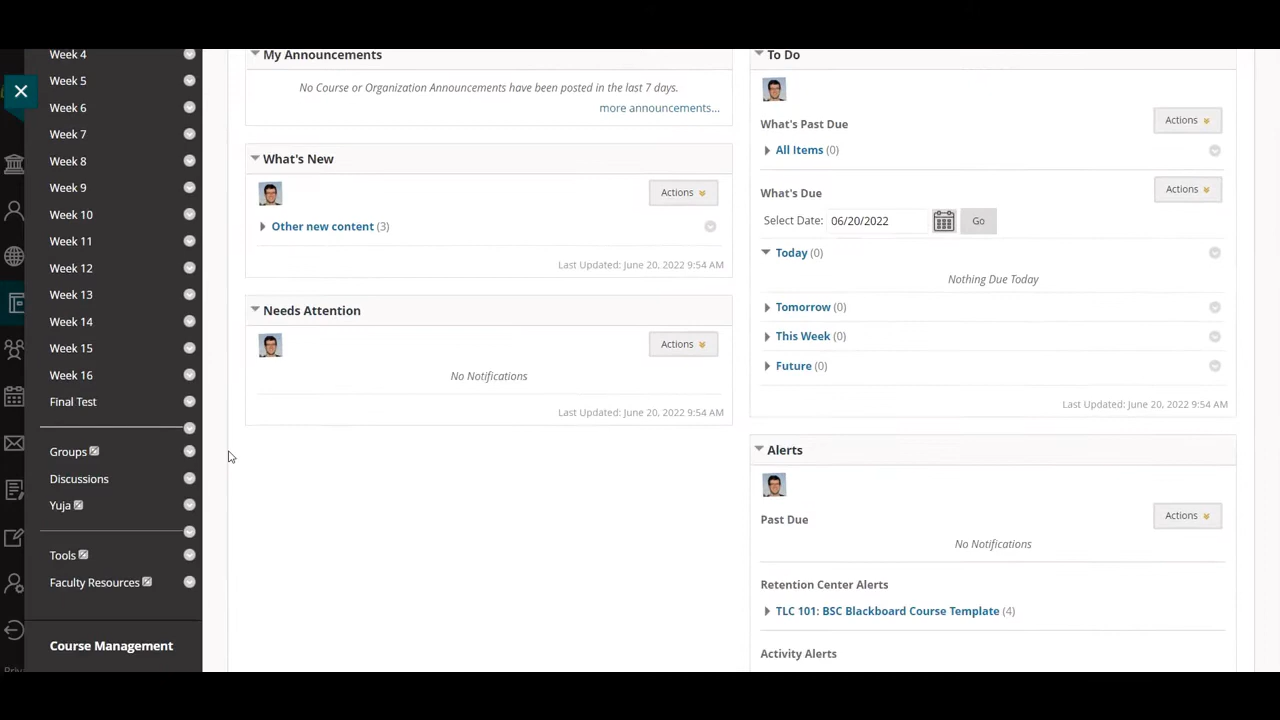 Week 4
Week 5
Week 6
Week 7
Week 8
Week 9
Week 10
Week 11
Week 12
Week 13
Week 14
Week 15
Week 16
Final Test
Groups
Discussions
Yuja
Tools
Faculty Resources
Course Management
My Announcements
No Course or Organization Announcements have been posted in the last 7 days.
more announcements...
What's New
Actions
Other new content (3)
Last Updated: June 20, 2022 9:54 AM
Needs Attention
Actions
No Notifications
Last Updated: June 20, 2022 9:54 AM
To Do
What's Past Due
Actions
All Items (0)
What's Due
Actions
Select Date: 06/20/2022 Go
Today (0)
Nothing Due Today
Tomorrow (0)
This Week (0)
Future (0)
Last Updated: June 20, 2022 9:54 AM
Alerts
Past Due
Actions
No Notifications
Retention Center Alerts
TLC 101: BSC Blackboard Course Template (4)
Activity Alerts